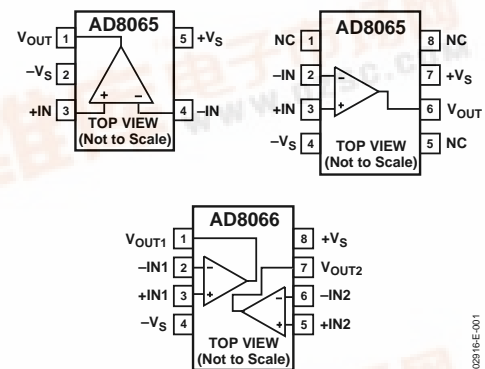 AD8065
VOUT 1
5 +VS
–VS 2
+IN 3
4 –IN
+ –
TOP VIEW
(Not to Scale)
AD8065
NC 1
8 NC
–IN 2
–
7 +VS
+IN 3
+
6 VOUT
–VS 4
5 NC
TOP VIEW
(Not to Scale)
AD8066
VOUT1 1
8 +VS
–IN1 2
–
7 VOUT2
+IN1 3
+
–
6 –IN2
–VS 4
+
5 +IN2
TOP VIEW
(Not to Scale)
02916-E-001